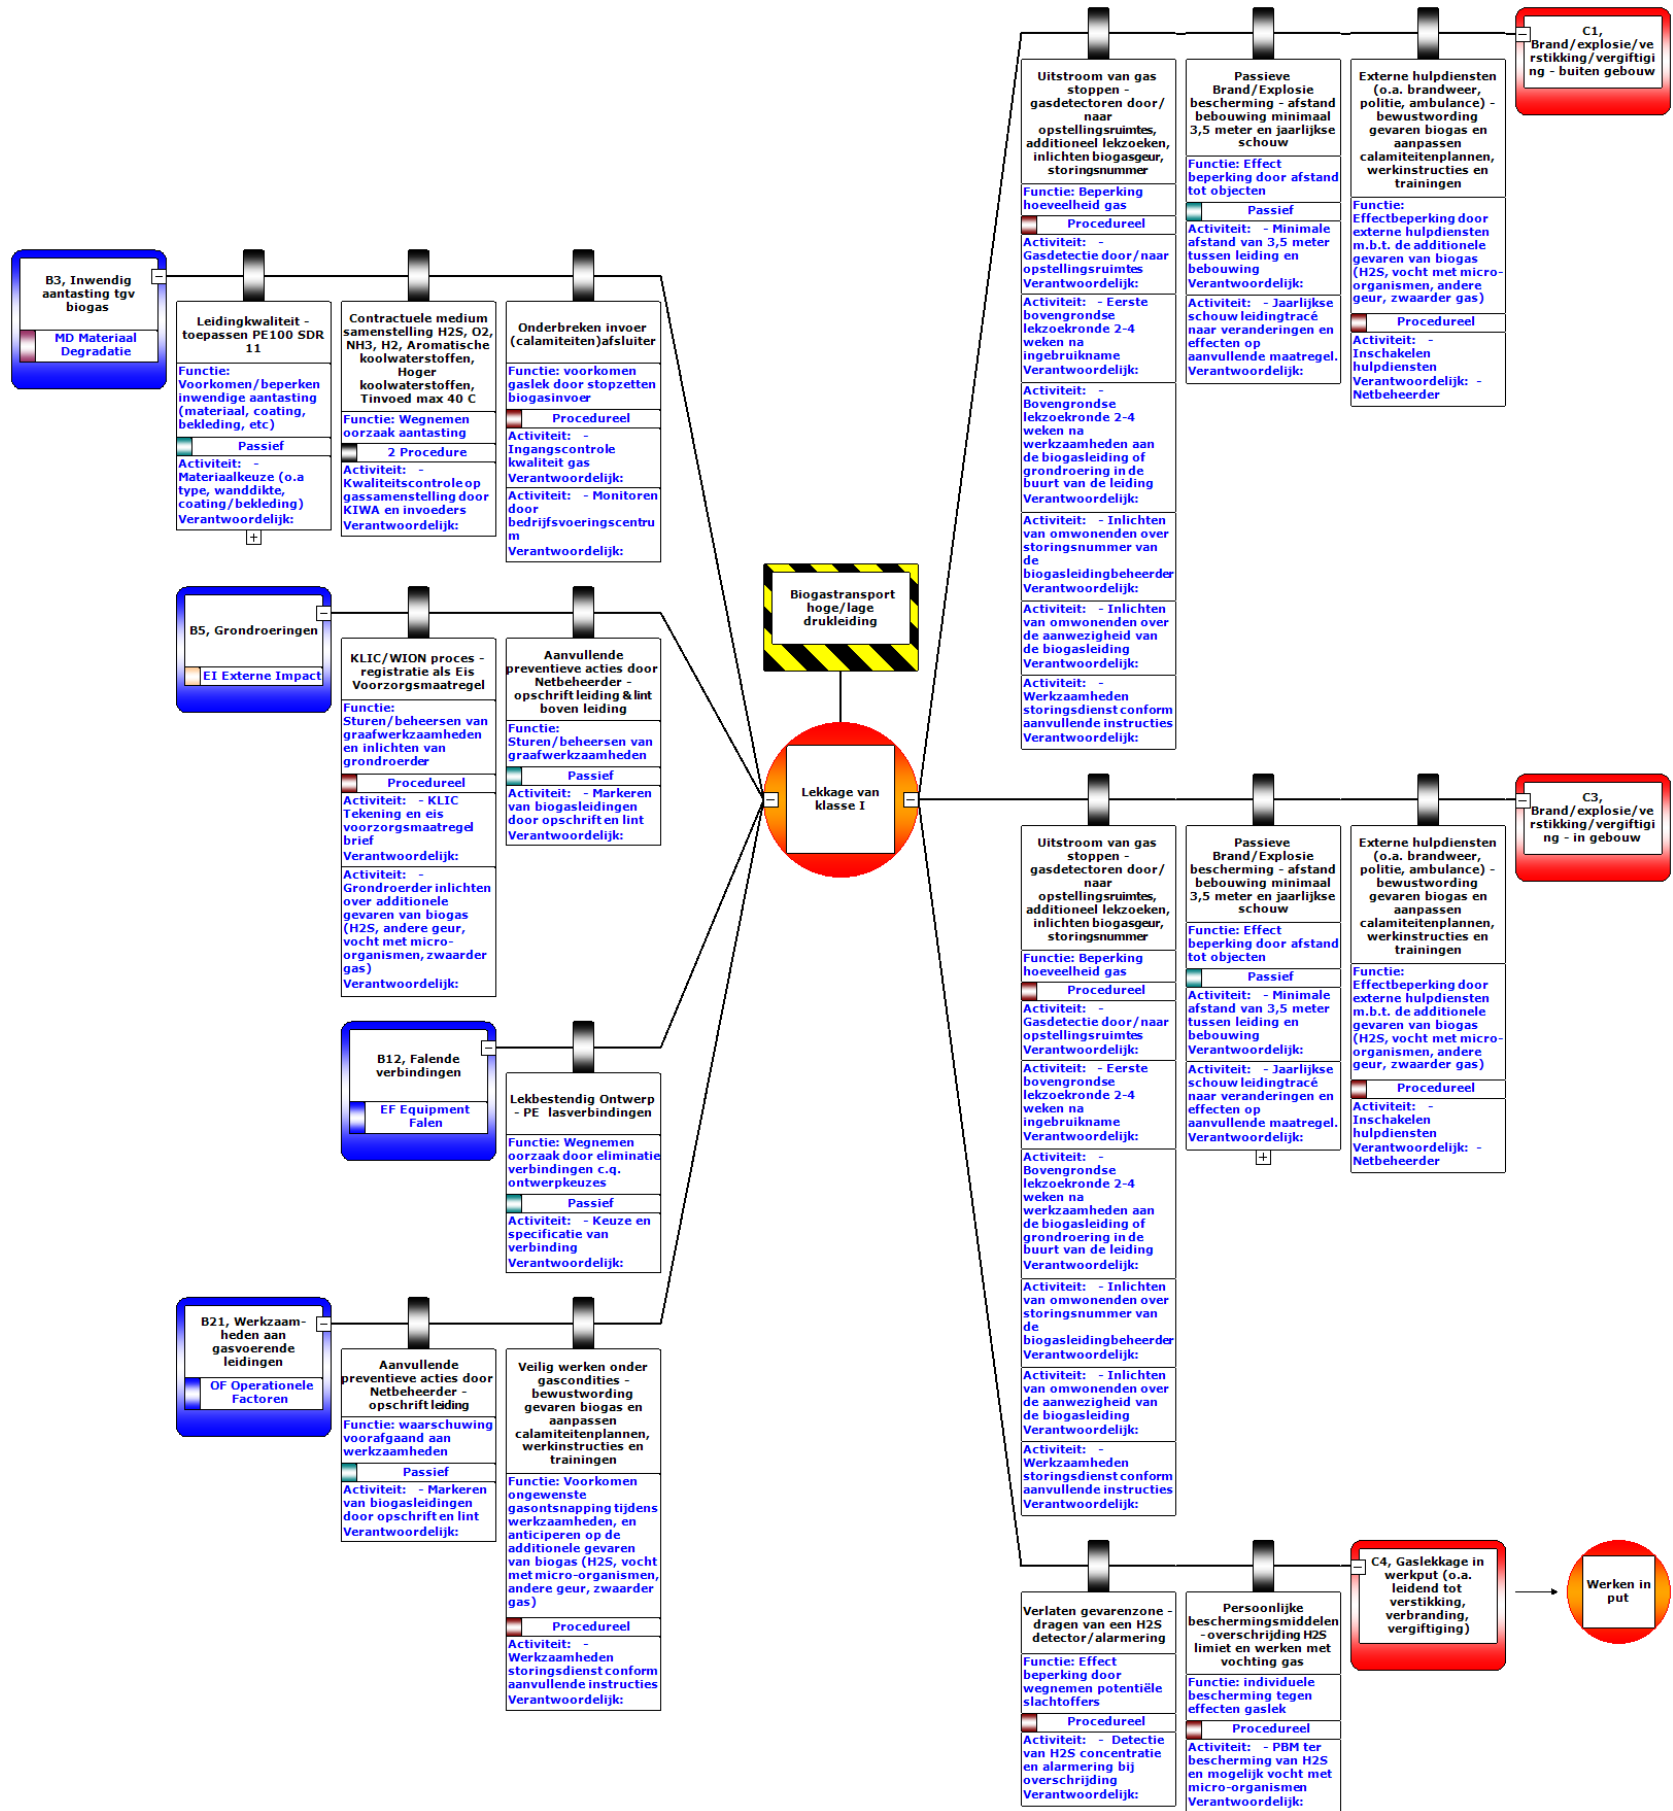 C1,
Brand/explosie/ve
rstikking/vergiftigi
ng - buiten gebouw
Uitstroom van gas
stoppen -
gasdetectoren door/
naar
opstellingsruimtes,
additioneel lekzoeken,
inlichten biogasgeur,
storingsnummer
Functie: Beperking
hoeveelheid gas
Procedureel
Activiteit: -
Gasdetectie door/naar
opstellingsruimtes
Verantwoordelijk:
Activiteit: - Eerste
bovengrondse
lekzoekronde 2-4
weken na
ingebruikname
Verantwoordelijk:
Activiteit: -
Bovengrondse
lekzoekronde 2-4
weken na
werkzaamheden aan
de biogasleiding of
grondroering in de
buurt van de leiding
Verantwoordelijk:
Activiteit: - Inlichten
van omwonenden over
storingsnummer van
de
biogasleidingbeheerder
Verantwoordelijk:
Activiteit: - Inlichten
van omwonenden over
de aanwezigheid van
de biogasleiding
Verantwoordelijk:
Activiteit: -
Werkzaamheden
storingsdienst conform
aanvullende instructies
Verantwoordelijk:
Passieve
Brand/Explosie
bescherming - afstand
bebouwing minimaal
3,5 meter en jaarlijkse
schouw
Functie: Effect
beperking door afstand
tot objecten
Passief
Activiteit: - Minimale
afstand van 3,5 meter
tussen leiding en
bebouwing
Verantwoordelijk:
Activiteit: - Jaarlijkse
schouw leidingtracé
naar veranderingen en
effecten op
aanvullende maatregel.
Verantwoordelijk:
Externe hulpdiensten
(o.a. brandweer,
politie, ambulance) -
bewustwording
gevaren biogas en
aanpassen
calamiteitenplannen,
werkinstructies en
trainingen
Functie:
Effectbeperking door
externe hulpdiensten
m.b.t. de additionele
gevaren van biogas
(H2S, vocht met micro-
organismen, andere
geur, zwaarder gas)
Procedureel
Activiteit: -
Inschakelen
hulpdiensten
Verantwoordelijk: -
Netbeheerder
B3, Inwendig
aantasting tgv
biogas
MD Materiaal
Degradatie
Leidingkwaliteit -
toepassen PE100 SDR
11
Functie:
Voorkomen/beperken
inwendige aantasting
(materiaal, coating,
bekleding, etc)
Passief
Activiteit: -
Materiaalkeuze (o.a
type, wanddikte,
coating/bekleding)
Verantwoordelijk:
Contractuele medium
samenstelling H2S, O2,
NH3, H2, Aromatische
koolwaterstoffen,
Hoger
koolwaterstoffen,
Tinvoed max 40 C
Functie: Wegnemen
oorzaak aantasting
2 Procedure
Activiteit: -
Kwaliteitscontrole op
gassamenstelling door
KIWA en invoeders
Verantwoordelijk:
Onderbreken invoer
(calamiteiten)afsluiter
Functie: voorkomen
gaslek door stopzetten
biogasinvoer
Procedureel
Activiteit: -
Ingangscontrole
kwaliteit gas
Verantwoordelijk:
Activiteit: - Monitoren
door
bedrijfsvoeringscentru
m
Verantwoordelijk:
Biogastransport
hoge/lage
drukleiding
Lekkage van
klasse I
B5, Grondroeringen
EI Externe Impact
KLIC/WION proces -
registratie als Eis
Voorzorgsmaatregel
Functie:
Sturen/beheersen van
graafwerkzaamheden
en inlichten van
grondroerder
Procedureel
Activiteit: - KLIC
Tekening en eis
voorzorgsmaatregel
brief
Verantwoordelijk:
Activiteit: -
Grondroerder inlichten
over additionele
gevaren van biogas
(H2S, andere geur,
vocht met micro-
organismen, zwaarder
gas)
Verantwoordelijk:
Aanvullende
preventieve acties door
Netbeheerder -
opschrift leiding & lint
boven leiding
Functie:
Sturen/beheersen van
graafwerkzaamheden
Passief
Activiteit: - Markeren
van biogasleidingen
door opschrift en lint
Verantwoordelijk:
C3,
Brand/explosie/ve
rstikking/vergiftigi
ng - in gebouw
Uitstroom van gas
stoppen -
gasdetectoren door/
naar
opstellingsruimtes,
additioneel lekzoeken,
inlichten biogasgeur,
storingsnummer
Functie: Beperking
hoeveelheid gas
Procedureel
Activiteit: -
Gasdetectie door/naar
opstellingsruimtes
Verantwoordelijk:
Activiteit: - Eerste
bovengrondse
lekzoekronde 2-4
weken na
ingebruikname
Verantwoordelijk:
Activiteit: -
Bovengrondse
lekzoekronde 2-4
weken na
werkzaamheden aan
de biogasleiding of
grondroering in de
buurt van de leiding
Verantwoordelijk:
Activiteit: - Inlichten
van omwonenden over
storingsnummer van
de
biogasleidingbeheerder
Verantwoordelijk:
Activiteit: - Inlichten
van omwonenden over
de aanwezigheid van
de biogasleiding
Verantwoordelijk:
Activiteit: -
Werkzaamheden
storingsdienst conform
aanvullende instructies
Verantwoordelijk:
Passieve
Brand/Explosie
bescherming - afstand
bebouwing minimaal
3,5 meter en jaarlijkse
schouw
Functie: Effect
beperking door afstand
tot objecten
Passief
Activiteit: - Minimale
afstand van 3,5 meter
tussen leiding en
bebouwing
Verantwoordelijk:
Activiteit: - Jaarlijkse
schouw leidingtracé
naar veranderingen en
effecten op
aanvullende maatregel.
Verantwoordelijk:
Externe hulpdiensten
(o.a. brandweer,
politie, ambulance) -
bewustwording
gevaren biogas en
aanpassen
calamiteitenplannen,
werkinstructies en
trainingen
Functie:
Effectbeperking door
externe hulpdiensten
m.b.t. de additionele
gevaren van biogas
(H2S, vocht met micro-
organismen, andere
geur, zwaarder gas)
Procedureel
Activiteit: -
Inschakelen
hulpdiensten
Verantwoordelijk: -
Netbeheerder
B12, Falende
verbindingen
EF Equipment
Falen
Lekbestendig Ontwerp
- PE lasverbindingen
Functie: Wegnemen
oorzaak door eliminatie
verbindingen c.q.
ontwerpkeuzes
Passief
Activiteit: - Keuze en
specificatie van
verbinding
Verantwoordelijk:
B21, Werkzaam-
heden aan
gasvoerende
leidingen
OF Operationele
Factoren
Aanvullende
preventieve acties door
Netbeheerder -
opschrift leiding
Functie: waarschuwing
voorafgaand aan
werkzaamheden
Passief
Activiteit: - Markeren
van biogasleidingen
door opschrift en lint
Verantwoordelijk:
Veilig werken onder
gascondities -
bewustwording
gevaren biogas en
aanpassen
calamiteitenplannen,
werkinstructies en
trainingen
Functie: Voorkomen
ongewenste
gasontsnapping tijdens
werkzaamheden, en
anticiperen op de
additionele gevaren
van biogas (H2S, vocht
met micro-organismen,
andere geur, zwaarder
gas)
Procedureel
Activiteit: -
Werkzaamheden
storingsdienst conform
aanvullende instructies
Verantwoordelijk:
C4, Gaslekkage in
werkput (o.a.
leidend tot
verstikking,
verbranding,
vergiftiging)
Werken in
put
Verlaten gevarenzone -
dragen van een H2S
detector/alarmering
Functie: Effect
beperking door
wegnemen potentiële
slachtoffers
Procedureel
Activiteit: - Detectie
van H2S concentratie
en alarmering bij
overschrijding
Verantwoordelijk:
Persoonlijke
beschermingsmiddelen
- overschrijding H2S
limiet en werken met
vochting gas
Functie: individuele
bescherming tegen
effecten gaslek
Procedureel
Activiteit: - PBM ter
bescherming van H2S
en mogelijk vocht met
micro-organismen
Verantwoordelijk: